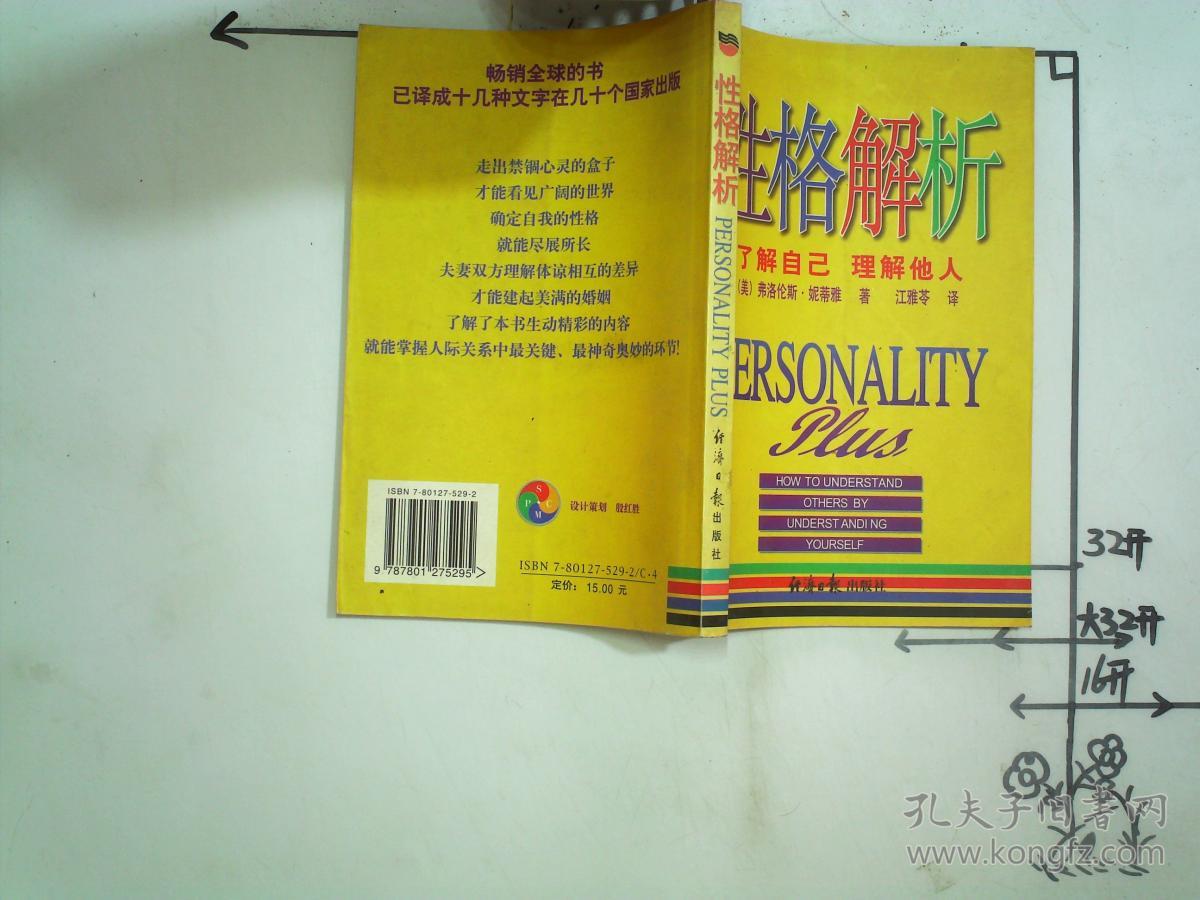 畅销全球的书
已译成十几种文字在几十个国家出版
走出禁锢心灵的盒子
才能看见广阔的世界
确定自我的性格
就能尽展所长
夫妻双方理解体谅相互的差异
才能建起美满的婚姻
了解了本书生动精彩的内容
就能掌握人际关系中最关键、最神奇奥妙的环节!
ISBN 7-80127-529-2
9 787801 275295 >
S
P C
M
设计策划 殷红胜
ISBN 7-80127-529-2/C·4
定价: 15.00 元
性格解析
PERSONALITY PLUS
经济日报出版社
性格解析
了解自己 理解他人
(美) 弗洛伦斯·妮蒂雅 著 江雅苓 译
ERSONALITY
Plus
HOW TO UNDERSTAND
OTHERS BY
UNDERST ANDI NG
YOURSELF
经济日报出版社
32开
大32开
16开
孔夫子旧书网
www.kongfz.com